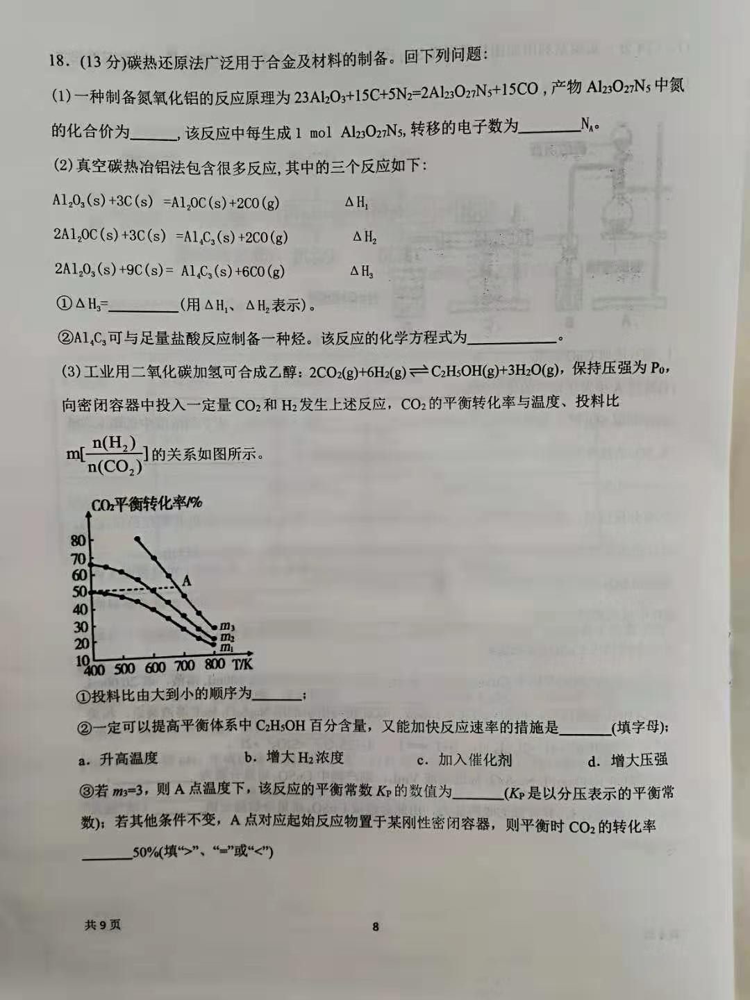 18. (13 分)碳热还原法广泛用于合金及材料的制备。回下列问题:
(1)一种制备氮氧化铝的反应原理为 23Al₂O₃+15C+5N₂=2Al₂₃O₂₇N₅+15CO ,产物 Al₂₃O₂₇N₅ 中氮
的化合价为______,该反应中每生成 1 mol Al₂₃O₂₇N₅,转移的电子数为________Nₐ。
(2)真空碳热冶铝法包含很多反应,其中的三个反应如下:
Al₂O₃(s)+3C(s) =Al₂OC(s)+2CO(g) ΔH₁
2Al₂OC(s)+3C(s) =Al₄C₃(s)+2CO(g) ΔH₂
2Al₂O₃(s)+9C(s)= Al₄C₃(s)+6CO(g) ΔH₃
①ΔH₃=_________(用ΔH₁、ΔH₂表示)。
②Al₄C₃可与足量盐酸反应制备一种烃。该反应的化学方程式为___________。
(3)工业用二氧化碳加氢可合成乙醇：2CO₂(g)+6H₂(g)⇌C₂H₅OH(g)+3H₂O(g)，保持压强为 P₀，
向密闭容器中投入一定量 CO₂和 H₂发生上述反应，CO₂的平衡转化率与温度、投料比
m[n(H₂)/n(CO₂)]的关系如图所示。
CO₂平衡转化率/%
80
70
60
50
40
30
20
10
A
m₃
m₂
m₁
400 500 600 700 800 T/K
①投料比由大到小的顺序为______；
②一定可以提高平衡体系中 C₂H₅OH 百分含量，又能加快反应速率的措施是______(填字母)；
a．升高温度 b．增大 H₂浓度 c．加入催化剂 d．增大压强
③若 m₃=3，则 A 点温度下，该反应的平衡常数 Kₚ的数值为______(Kₚ是以分压表示的平衡常
数)；若其他条件不变，A 点对应起始反应物置于某刚性密闭容器，则平衡时 CO₂的转化率
______50%(填“>”、“=”或“<”)
共 9 页
8